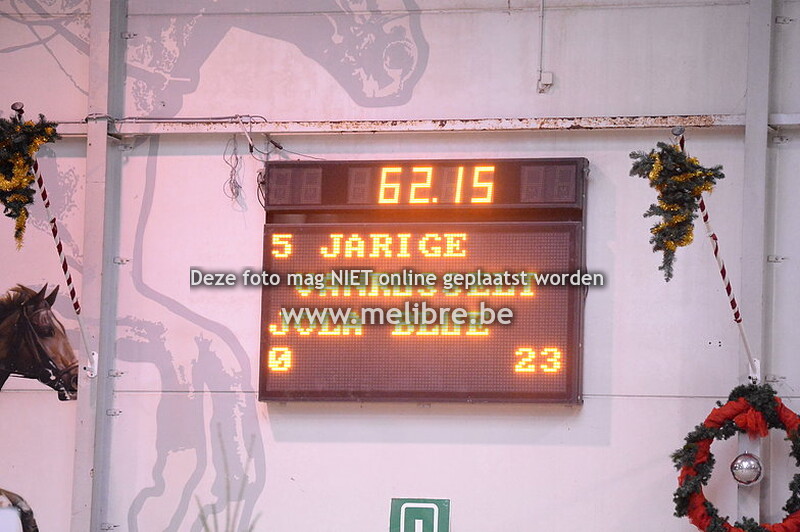 62.15
5 JARIGE
Deze foto mag NIET online geplaatst worden
www.melibre.be
0 23